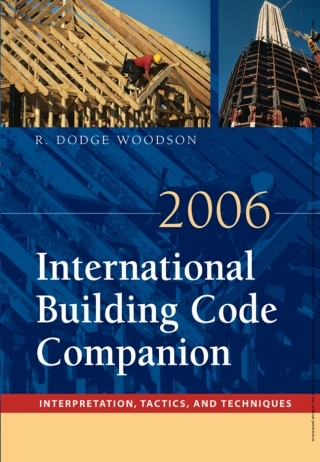 R. DODGE WOODSON
2006
International
Building Code
Companion
INTERPRETATION, TACTICS, AND TECHNIQUES